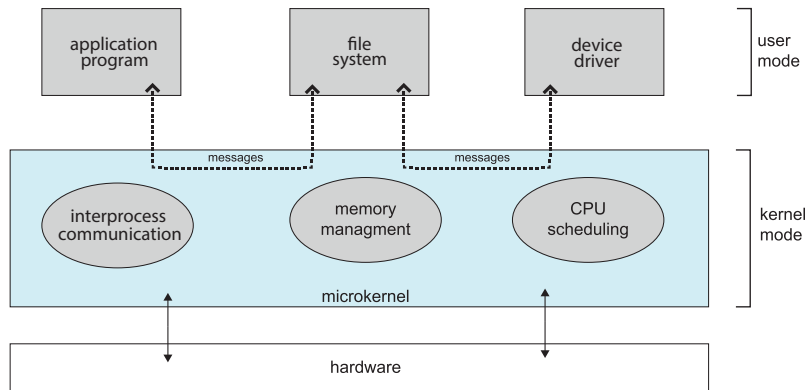 application
program
file
system
device
driver
user
mode
messages
messages
interprocess
communication
memory
managment
CPU
scheduling
kernel
mode
microkernel
hardware